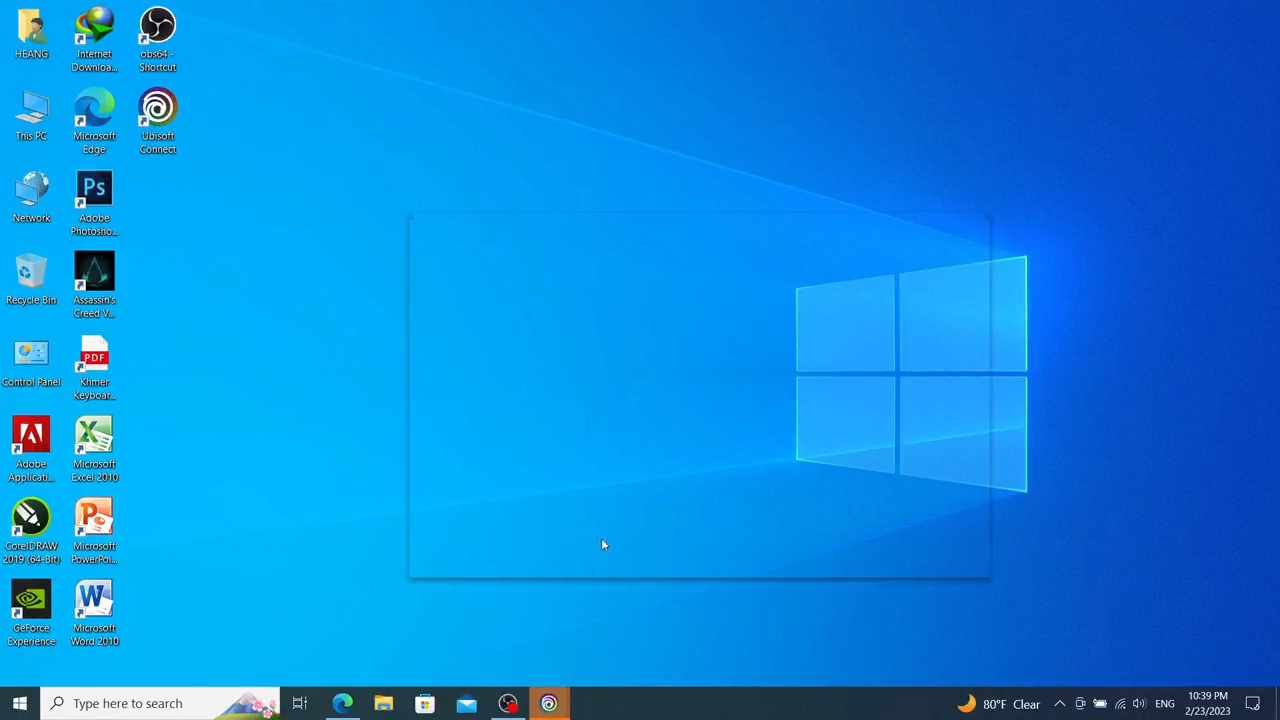 HEANG
Internet
Downloa...
obs64 -
Shortcut
This PC
Microsoft
Edge
Ubisoft
Connect
Network
Ps
Adobe
Photosho...
Recycle Bin
Assassin's
Creed V...
Control Panel
PDF
Khmer
Keyboar...
Adobe
Applicati...
Microsoft
Excel 2010
CorelDRAW
2019 (64-Bit)
Microsoft
PowerPoi...
GeForce
Experience
Microsoft
Word 2010
Type here to search
80°F Clear
ENG
10:39 PM
2/23/2023